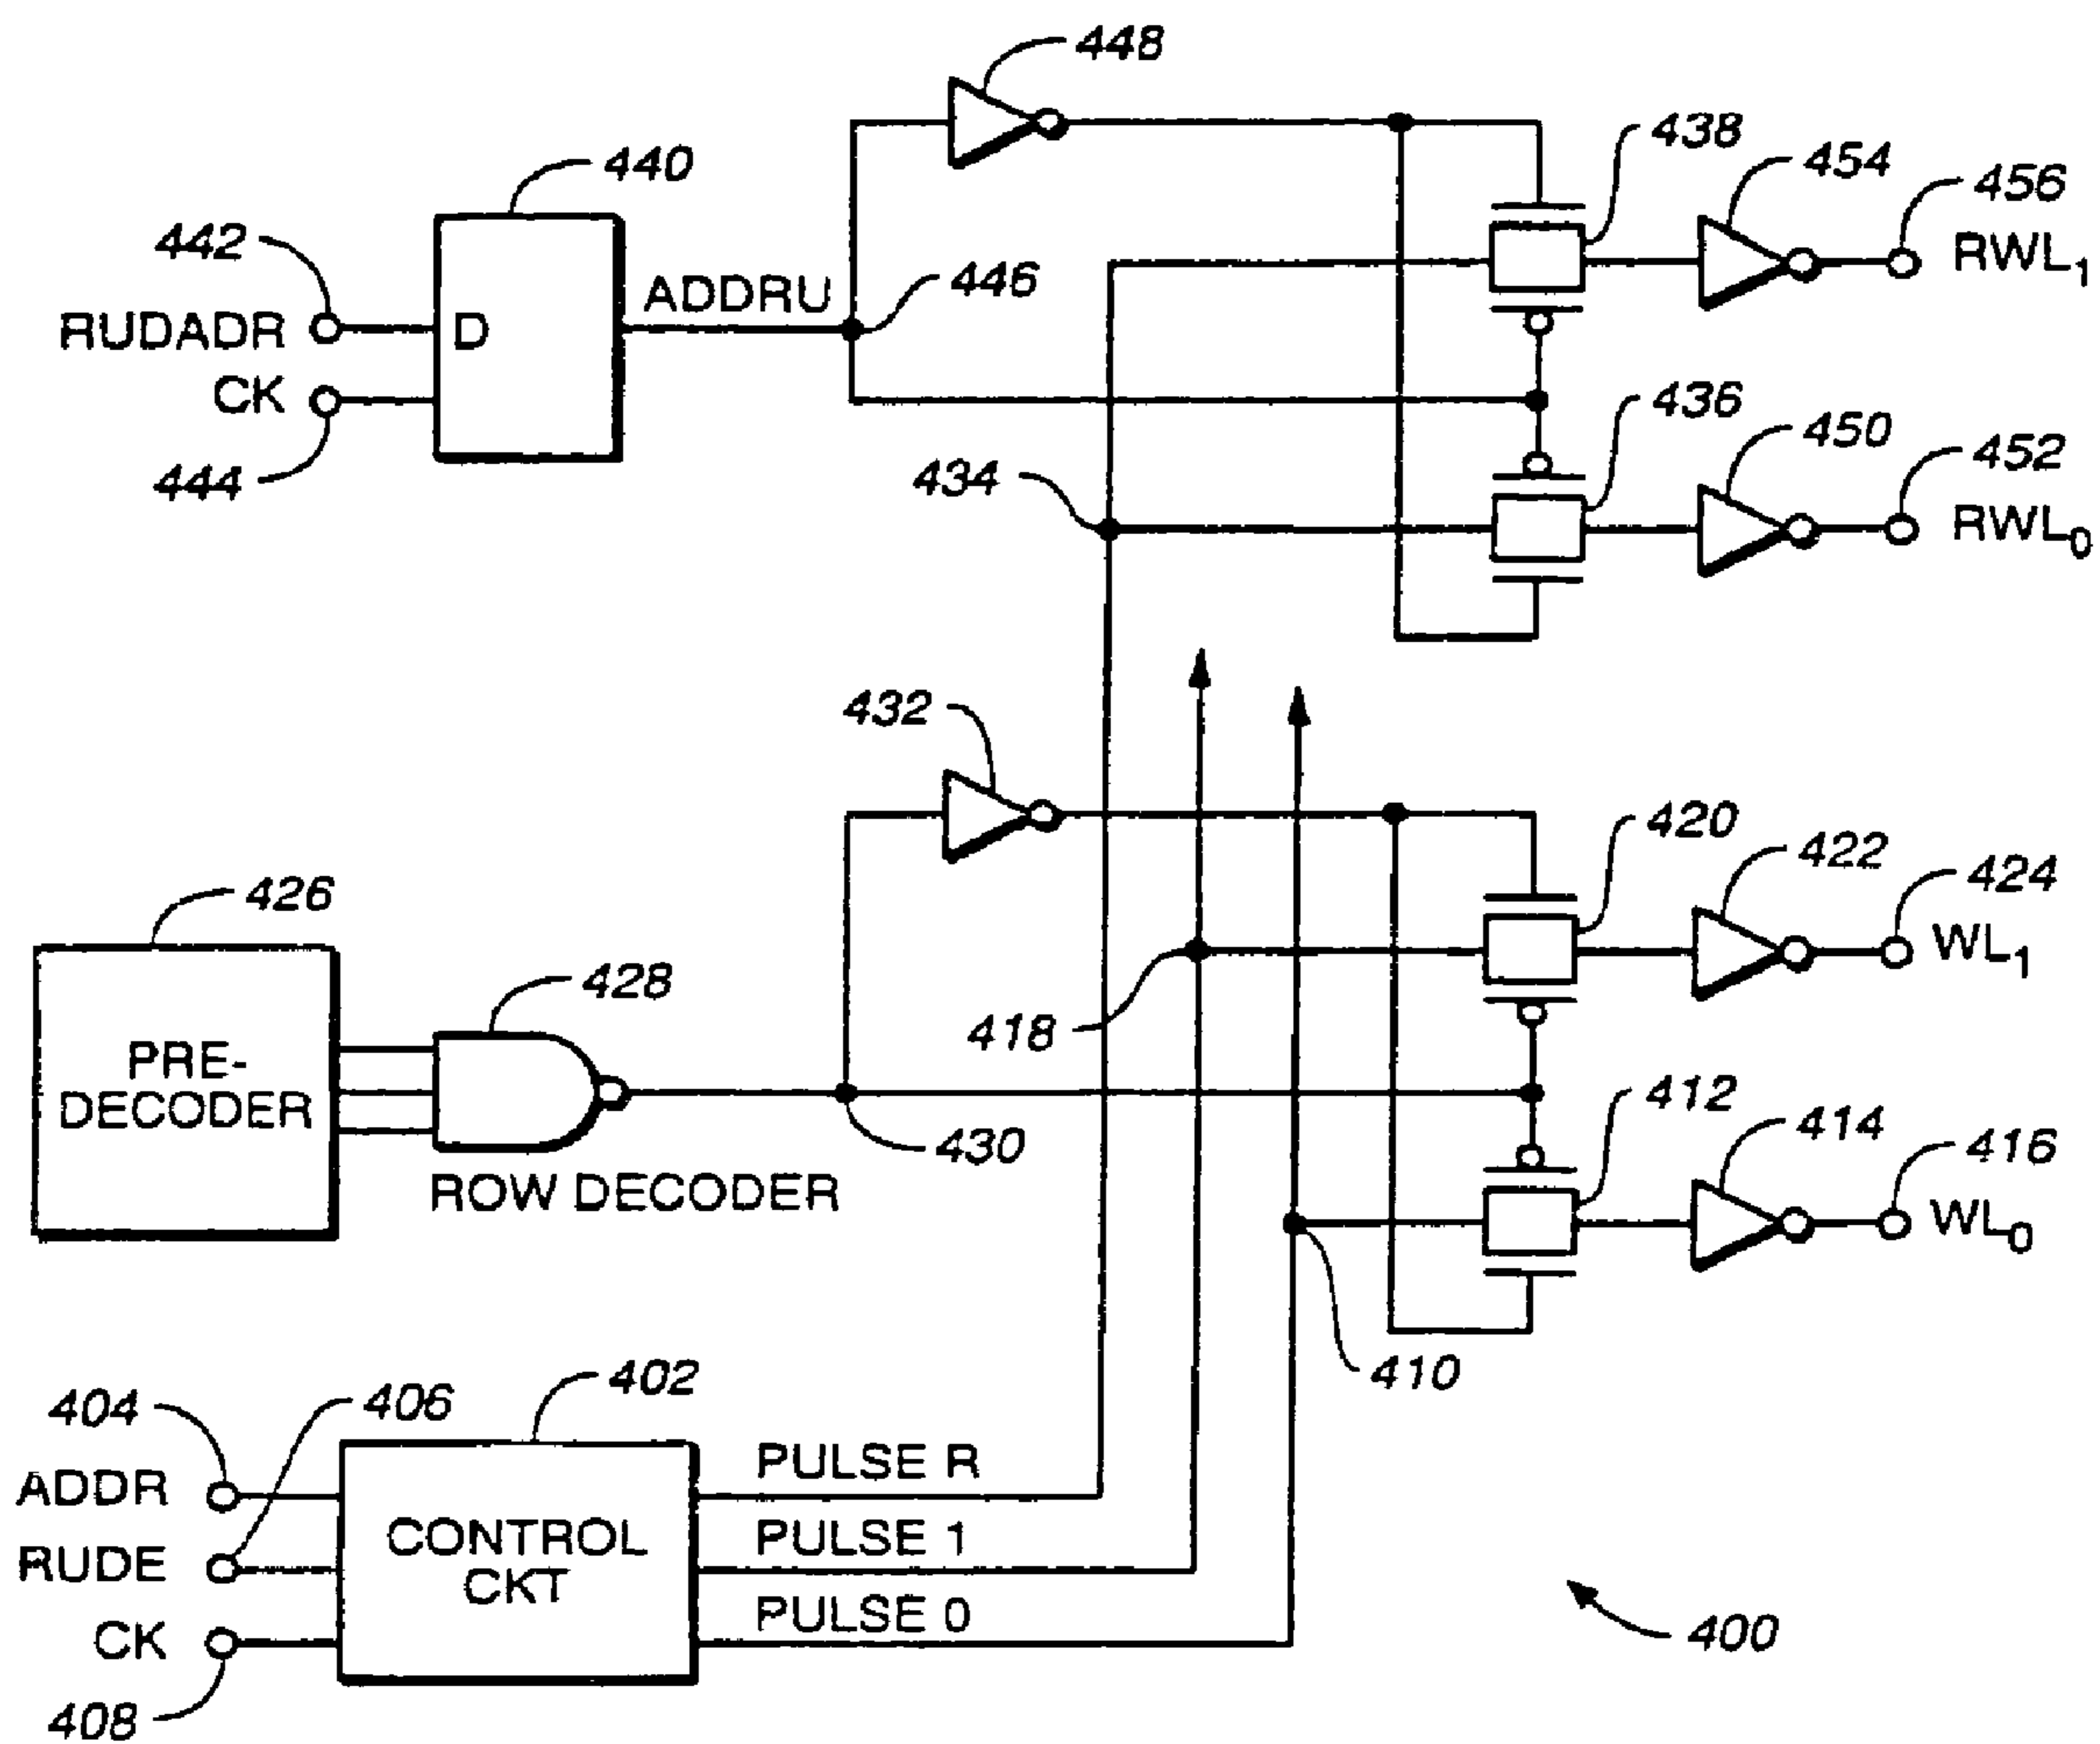 448
438
454
456
440
442
RWL1
446
ADDRU
RUDADR
D
CK
436
450
452
434
444
RWL0
432
420
422
424
426
WL1
428
418
PRE-
DECODER
412
414
416
430
ROW DECODER
WL0
410
402
404
406
PULSE R
ADDR
CONTROL
CKT
PULSE 1
RUDE
PULSE 0
CK
400
408